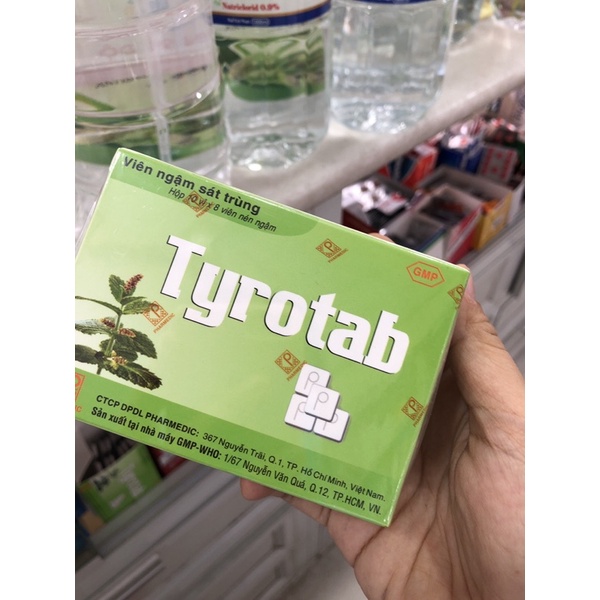 Natriclorid 0.9%
Viên ngậm sát trùng
Hộp 10 vỉ x 8 viên nén ngậm
GMP
Tyrotab
PHARMEDIC
CTCP DPDL PHARMEDIC: 367 Nguyễn Trãi, Q.1, TP. Hồ Chí Minh, Việt Nam.
Sản xuất tại nhà máy GMP-WHO: 1/67 Nguyễn Văn Quá, Q.12, TP.HCM, VN.